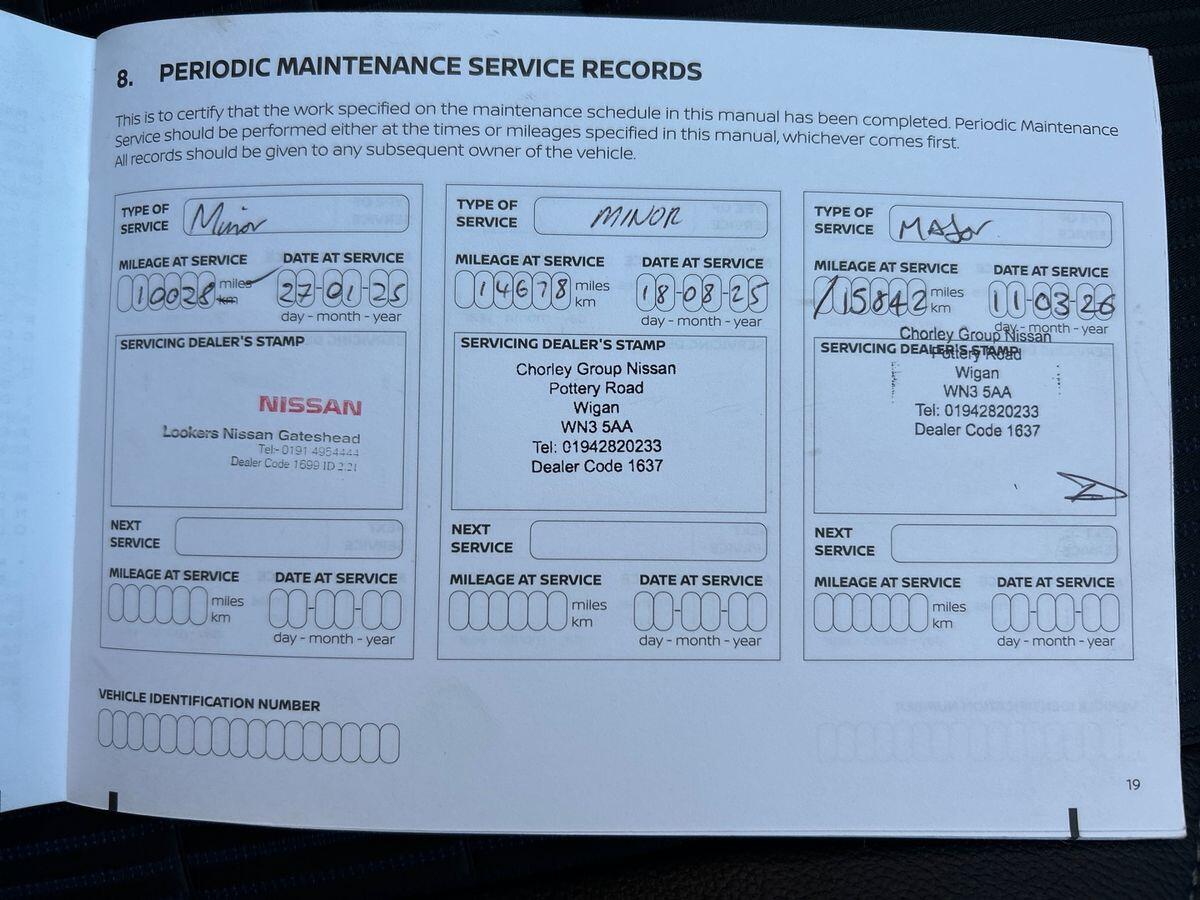 8. PERIODIC MAINTENANCE SERVICE RECORDS
This is to certify that the work specified on the maintenance schedule in this manual has been completed. Periodic Maintenance
Service should be performed either at the times or mileages specified in this manual, whichever comes first.
All records should be given to any subsequent owner of the vehicle.
TYPE OF
SERVICE Minor
MILEAGE AT SERVICE DATE AT SERVICE
10028 miles 27-01-25
km
day - month - year
SERVICING DEALER'S STAMP
NISSAN
Lookers Nissan Gateshead
Tel:- 0191 4954444
Dealer Code 1699 ID 2.21
NEXT
SERVICE
MILEAGE AT SERVICE DATE AT SERVICE
miles
km
day - month - year
TYPE OF
SERVICE MINOR
MILEAGE AT SERVICE DATE AT SERVICE
14678 miles 18-08-25
km
day - month - year
SERVICING DEALER'S STAMP
Chorley Group Nissan
Pottery Road
Wigan
WN3 5AA
Tel: 01942820233
Dealer Code 1637
NEXT
SERVICE
MILEAGE AT SERVICE DATE AT SERVICE
miles
km
day - month - year
TYPE OF
SERVICE MAJOR
MILEAGE AT SERVICE DATE AT SERVICE
15842 miles 11-03-26
km
day - month - year
Chorley Group Nissan
SERVICING DEALER'S STAMP
Pottery Road
Wigan
WN3 5AA
Tel: 01942820233
Dealer Code 1637
NEXT
SERVICE
MILEAGE AT SERVICE DATE AT SERVICE
miles
km
day - month - year
VEHICLE IDENTIFICATION NUMBER
19